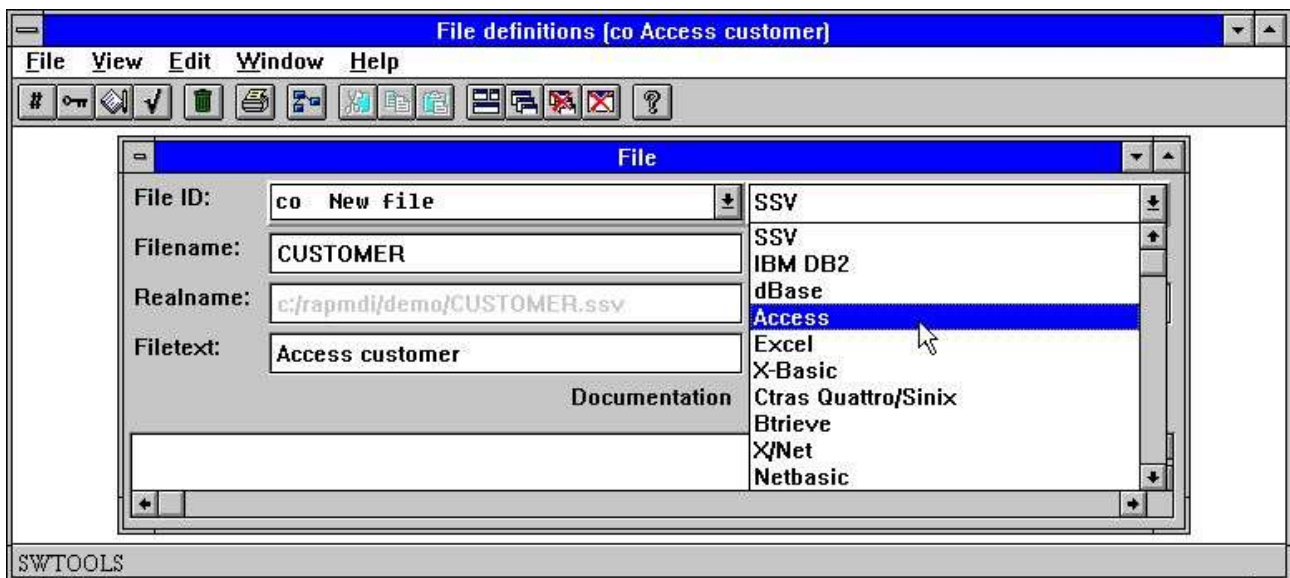 File definitions (co Access customer)
File View Edit Window Help
#
?
File
File ID: co New file SSV
Filename: CUSTOMER
Realname: c:/rapmdi/demo/CUSTOMER.ssv
Filetext: Access customer
Documentation
SSV
IBM DB2
dBase
Access
Excel
X-Basic
Ctras Quattro/Sinix
Btrieve
X/Net
Netbasic
SWTOOLS